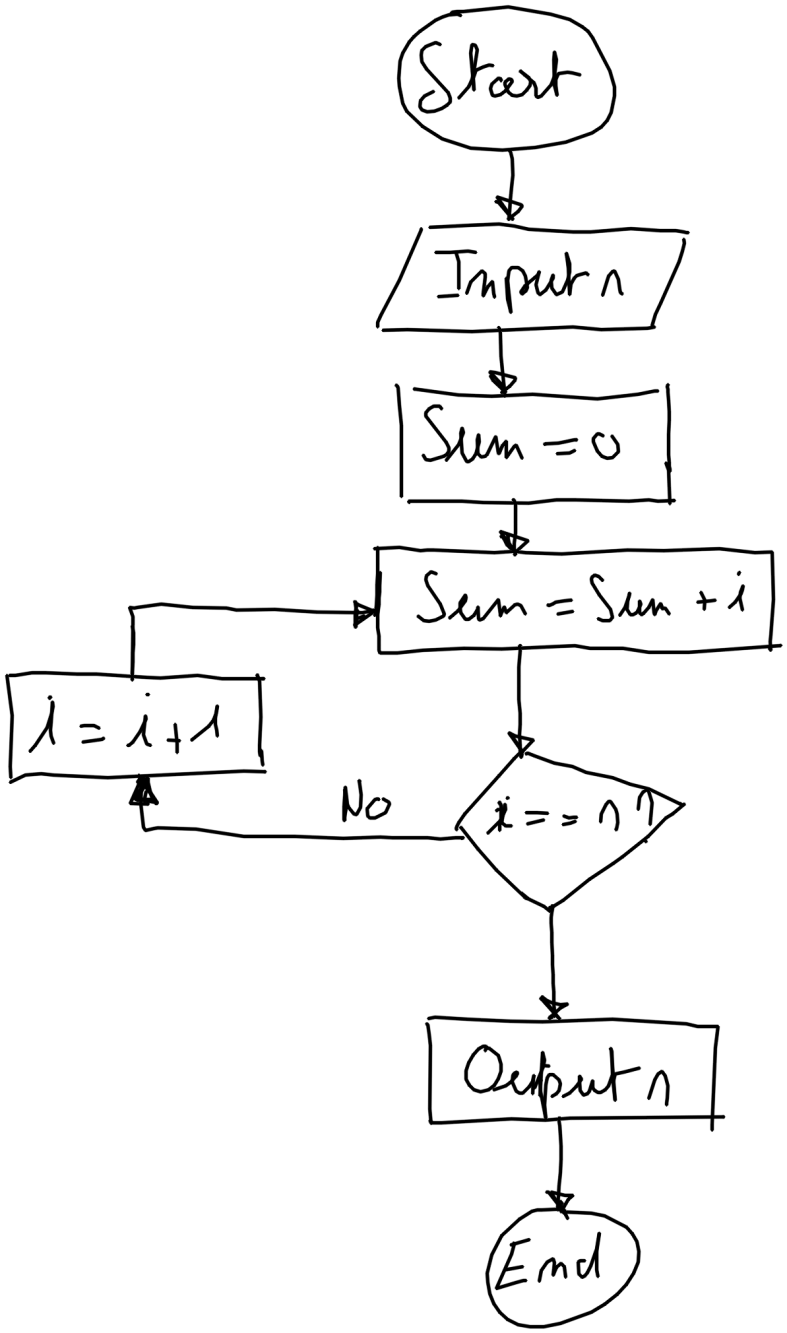 Start
Input n
Sum = 0
Sum = Sum + i
i = i + 1
No
i == n ?
Output n
End